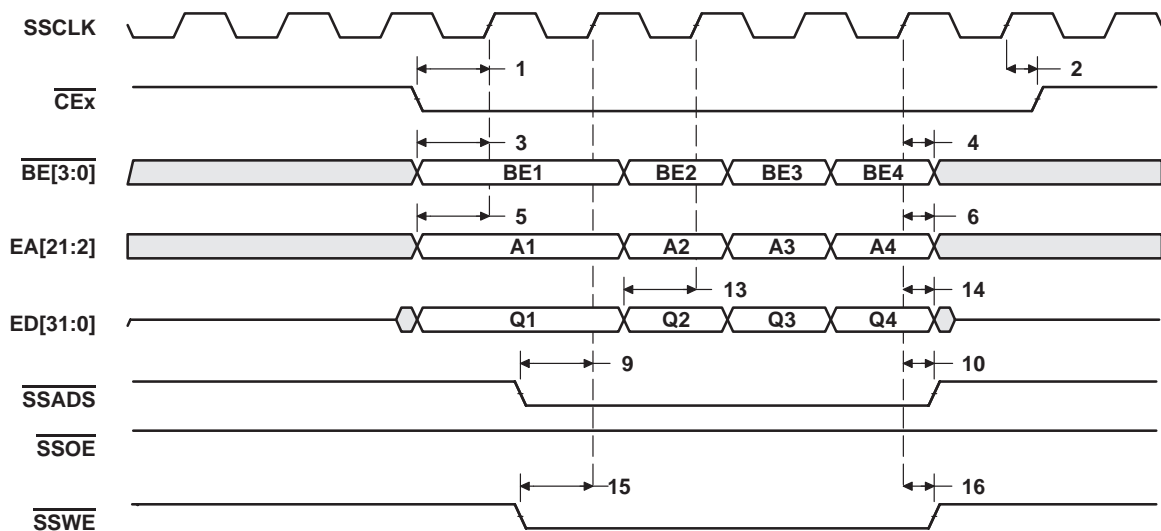 SSCLK
1 2
CEx
3 4
BE[3:0] BE1 BE2 BE3 BE4
5 6
EA[21:2] A1 A2 A3 A4
13 14
ED[31:0] Q1 Q2 Q3 Q4
9 10
SSADS
SSOE
15 16
SSWE